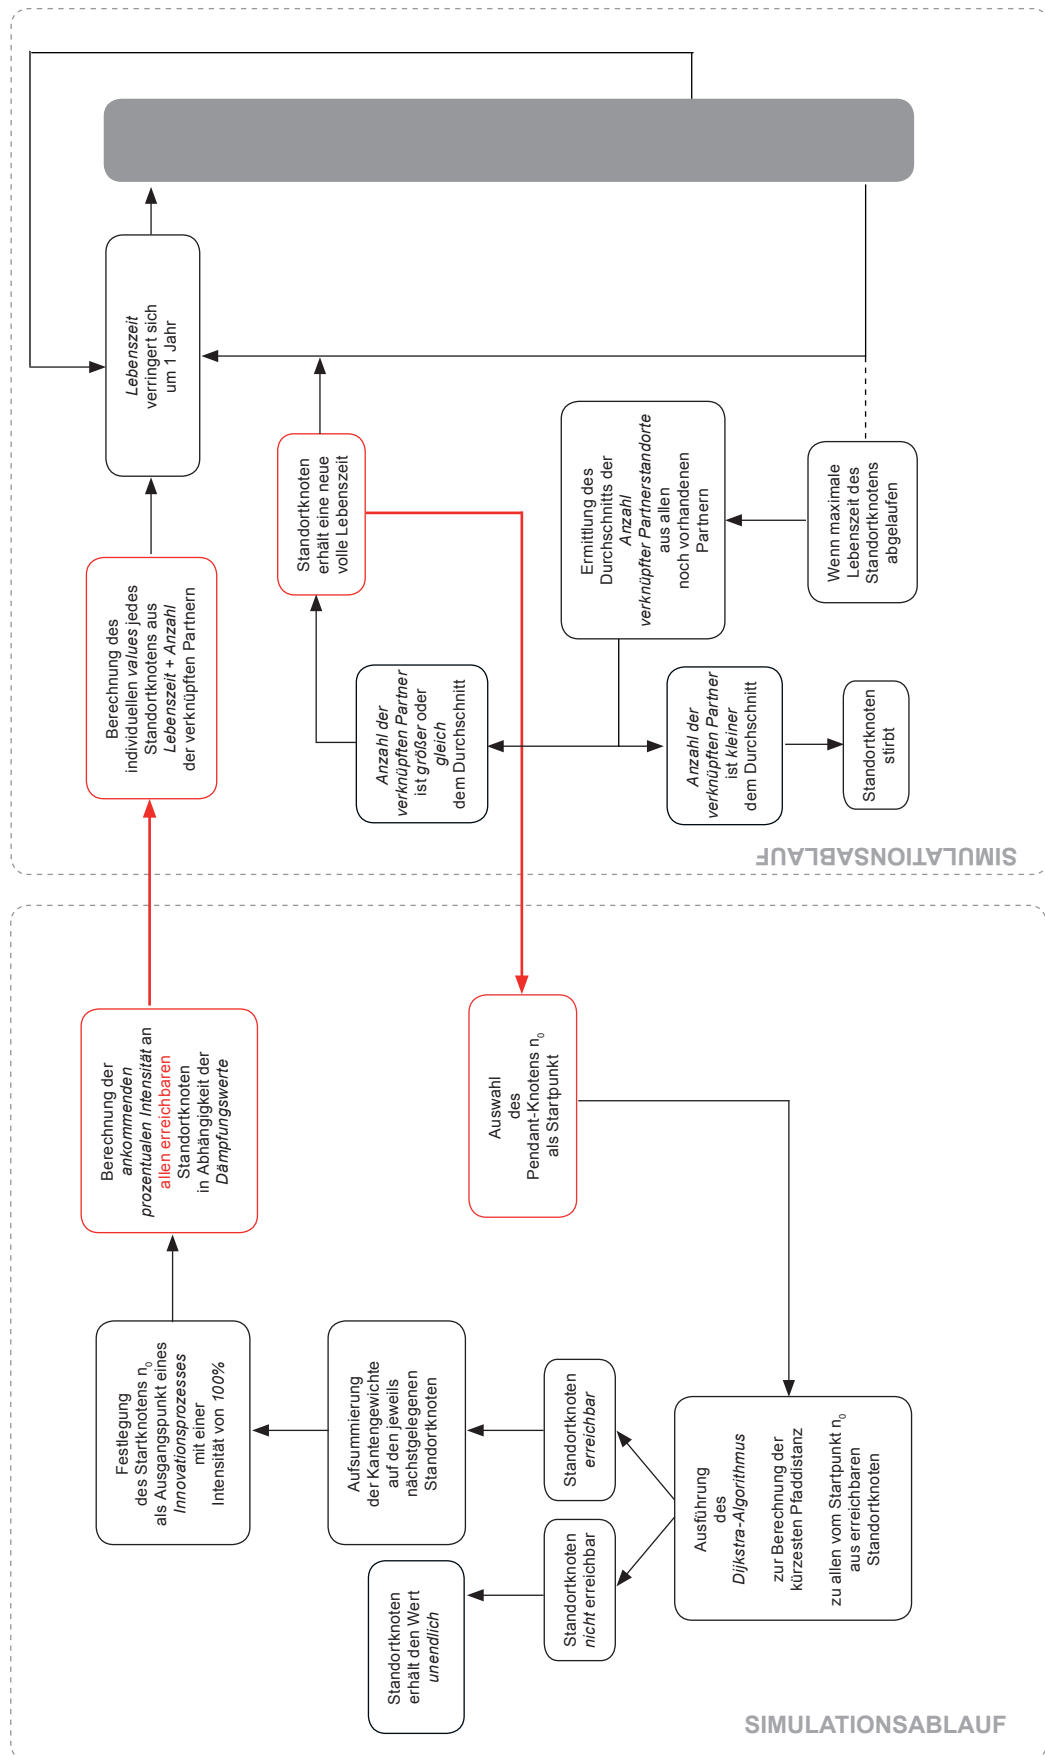 Lebenszeit
verringert sich
um 1 Jahr
Berechnung des
individuellen values jedes
Standortknotens aus
Lebenszeit + Anzahl
der verknüpften Partnern
Standortknoten
erhält eine neue
volle Lebenszeit
Anzahl der
verknüpften Partner
ist größer oder
gleich
dem Durchschnitt
Ermittlung des
Durchschnitts der
Anzahl
verknüpfter Partnerstandorte
aus allen
noch vorhandenen
Partnern
Anzahl der
verknüpften Partner
ist kleiner
dem Durchschnitt
Wenn maximale
Lebenszeit des
Standortknotens
abgelaufen
Standortknoten
stirbt
SIMULATIONSABLAUF
Berechnung der
ankommenden
prozentualen Intensität an
allen erreichbaren
Standortknoten
in Abhängigkeit der
Dämpfungswerte
Festlegung
des Startknotens n₀
als Ausgangspunkt eines
Innovationsprozesses
mit einer
Intensität von 100%
Aufsummierung
der Kantengewichte
auf den jeweils
nächstgelegenen
Standortknoten
Auswahl
des
Pendant-Knotens n₀
als Startpunkt
Standortknoten
erreichbar
Standortknoten
nicht erreichbar
Standortknoten
erhält den Wert
unendlich
Ausführung
des
Dijkstra-Algorithmus
zur Berechnung der
kürzesten Pfaddistanz
zu allen vom Startpunkt n₀
aus erreichbaren
Standortknoten
SIMULATIONSABLAUF